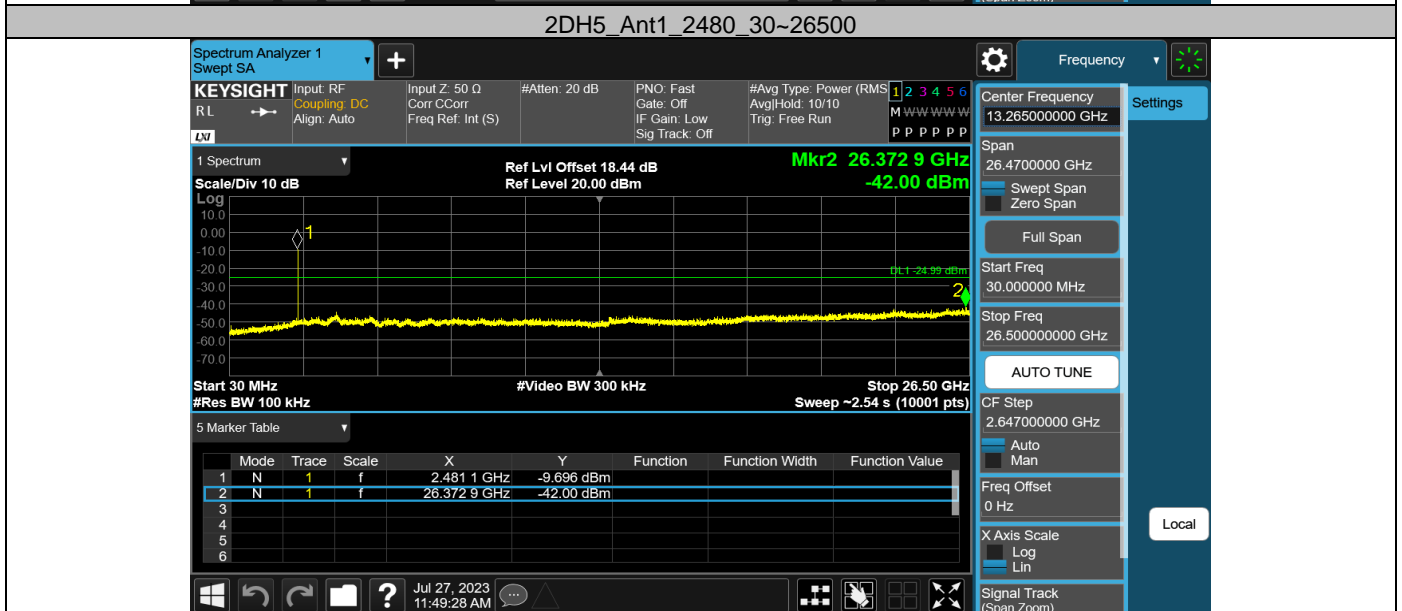 (Span Zoom)
2DH5_Ant1_2480_30~26500
Spectrum Analyzer 1
Swept SA
+
Frequency
KEYSIGHT
RL
LXI
Input: RF
Coupling: DC
Align: Auto
Input Z: 50 Ω
Corr CCorr
Freq Ref: Int (S)
#Atten: 20 dB
PNO: Fast
Gate: Off
IF Gain: Low
Sig Track: Off
#Avg Type: Power (RMS
Avg|Hold: 10/10
Trig: Free Run
1 2 3 4 5 6
M W W W W W
P P P P P P
Center Frequency
13.265000000 GHz
Settings
1 Spectrum
Scale/Div 10 dB
Ref Lvl Offset 18.44 dB
Ref Level 20.00 dBm
Mkr2 26.372 9 GHz
-42.00 dBm
Span
26.4700000 GHz
Swept Span
Zero Span
Full Span
Log
10.0
0.00
-10.0
-20.0
-30.0
-40.0
-50.0
-60.0
-70.0
1
DL1 -24.99 dBm
2
Start Freq
30.000000 MHz
Stop Freq
26.500000000 GHz
AUTO TUNE
Start 30 MHz
#Video BW 300 kHz
Stop 26.50 GHz
#Res BW 100 kHz
Sweep ~2.54 s (10001 pts)
CF Step
2.647000000 GHz
Auto
Man
5 Marker Table
Mode Trace Scale X Y Function Function Width Function Value
1 N 1 f 2.481 1 GHz -9.696 dBm
2 N 1 f 26.372 9 GHz -42.00 dBm
3
4
5
6
Freq Offset
0 Hz
Local
X Axis Scale
Log
Lin
Signal Track
(Span Zoom)
?
Jul 27, 2023
11:49:28 AM